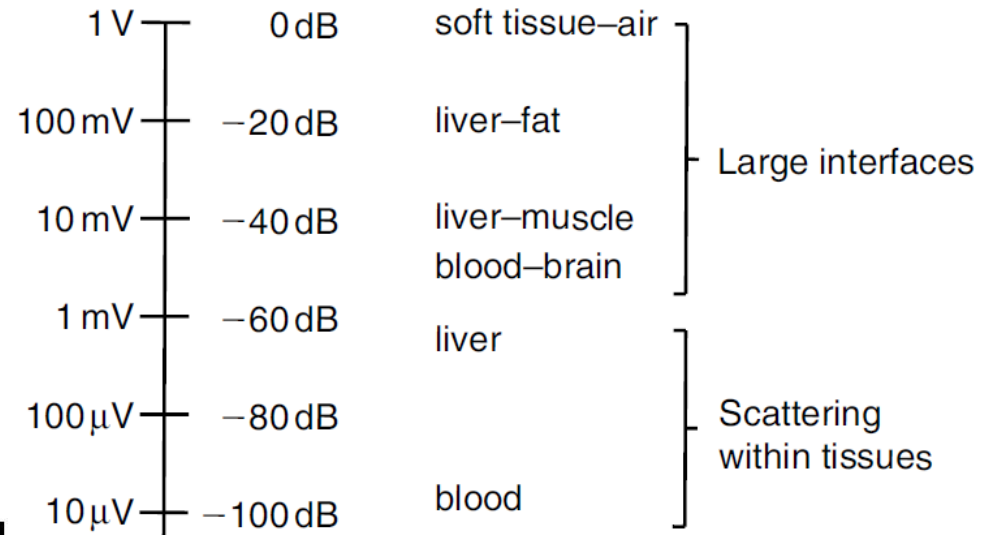 1 V 0 dB soft tissue–air
100 mV −20 dB liver–fat
Large interfaces
10 mV −40 dB liver–muscle
blood–brain
1 mV −60 dB
liver
100 µV −80 dB Scattering
within tissues
blood
10 µV −100 dB